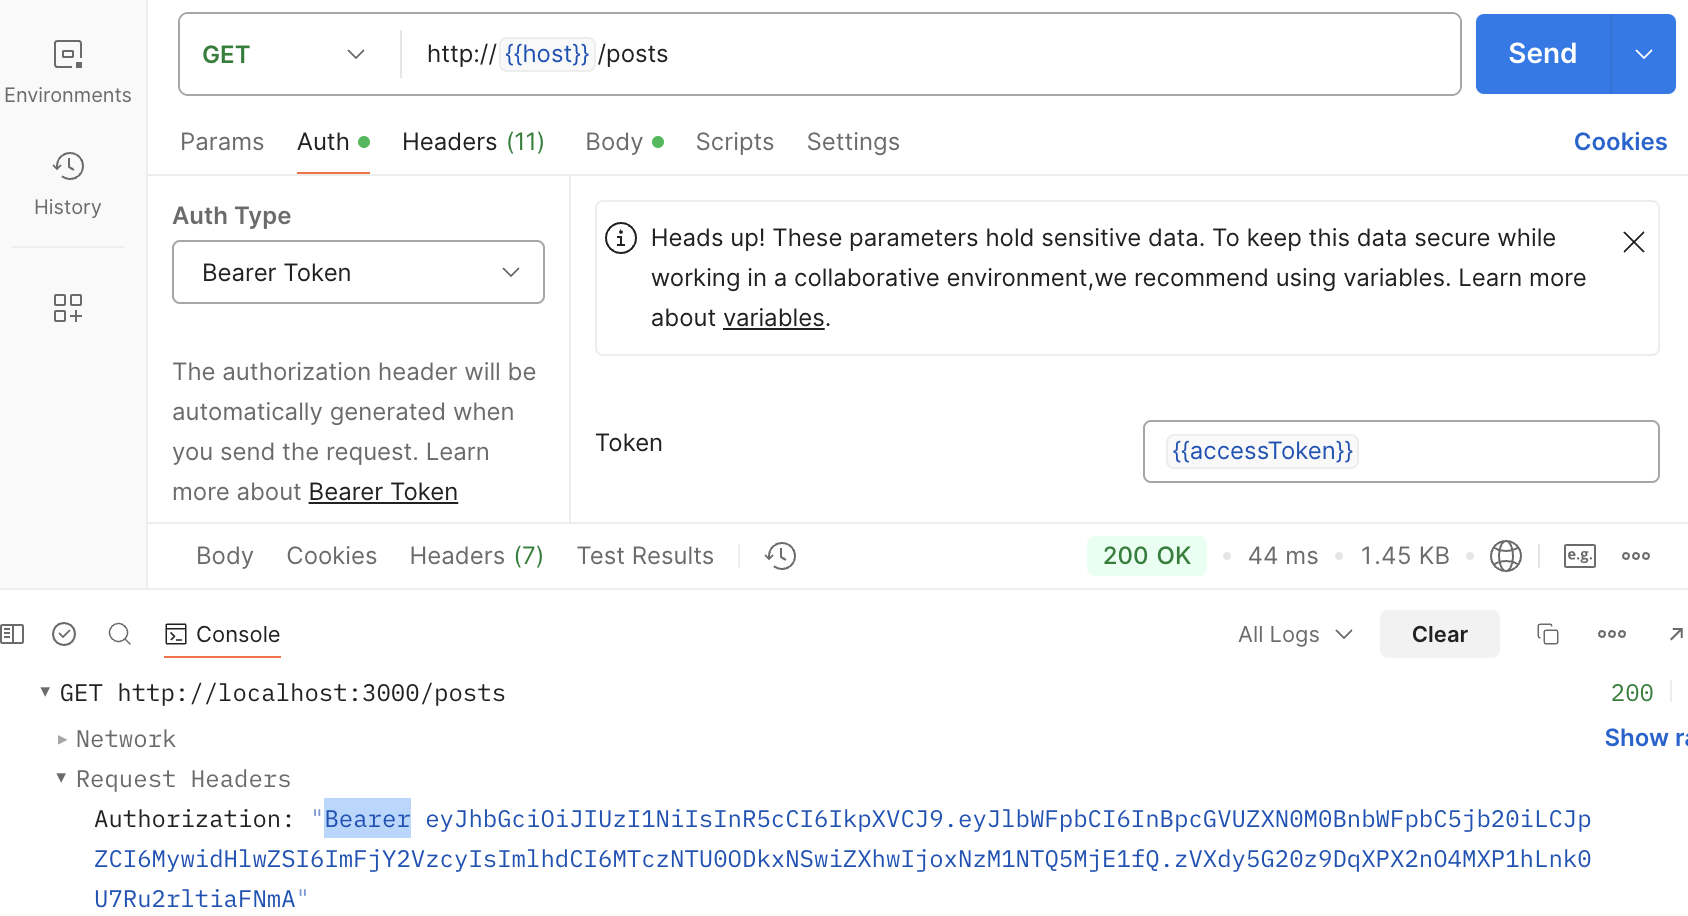 GET http://{{host}}/posts
Send
Environments
History
Params Auth Headers (11) Body Scripts Settings
Cookies
Auth Type
Bearer Token
The authorization header will be
automatically generated when
you send the request. Learn
more about Bearer Token
Heads up! These parameters hold sensitive data. To keep this data secure while
working in a collaborative environment,we recommend using variables. Learn more
about variables.
Token
{{accessToken}}
Body Cookies Headers (7) Test Results
200 OK 44 ms 1.45 KB e.g.
Console
All Logs Clear
GET http://localhost:3000/posts 200
Network
Show ra
Request Headers
Authorization: "Bearer eyJhbGciOiJIUzI1NiIsInR5cCI6IkpXVCJ9.eyJlbWFpbCI6InBpcGVUZXN0M0BnbWFpbC5jb20iLCJp
ZCI6MywidHlwZSI6ImFjY2VzcyIsImlhdCI6MTczNTU0ODkxNSwiZXhwIjoxNzM1NTQ5MjE1fQ.zVXdy5G20z9DqXPX2nO4MXP1hLnk0
U7Ru2rltiaFNmA"